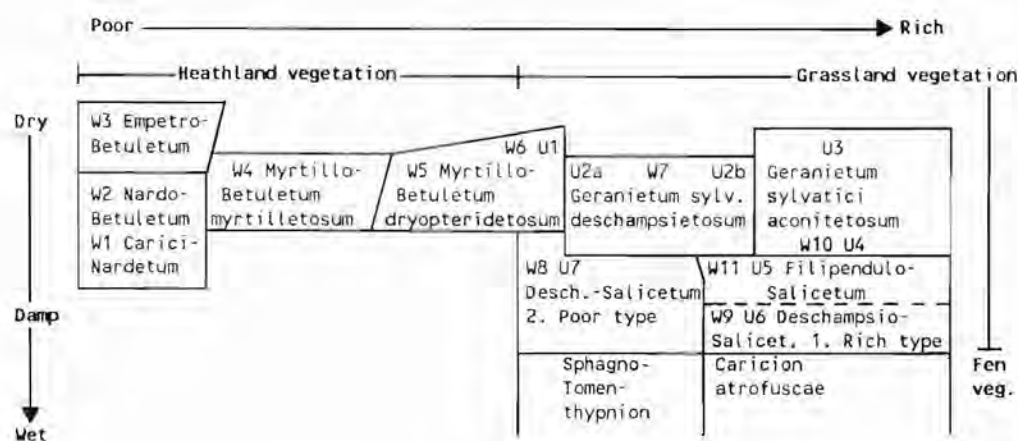 Poor Rich
Heathland vegetation Grassland vegetation
Dry
W3 Empetro-
Betuletum
W2 Nardo-
Betuletum
W1 Carici-
Nardetum
W4 Myrtillo-
Betuletum
myrtilletosum
W6 U1
W5 Myrtillo-
Betuletum
dryopteridetosum
U2a W7 U2b
Geranietum sylv.
deschampsietosum
U3
Geranietum
sylvatici
aconitetosum
W10 U4
W8 U7
Desch.-Salicetum
2. Poor type
W11 U5 Filipendulo-
Salicetum
W9 U6 Deschampsio-
Salicet. 1. Rich type
Damp
Sphagno-
Tomen-
thypnion
Caricion
atrofuscae
Fen
veg.
Wet